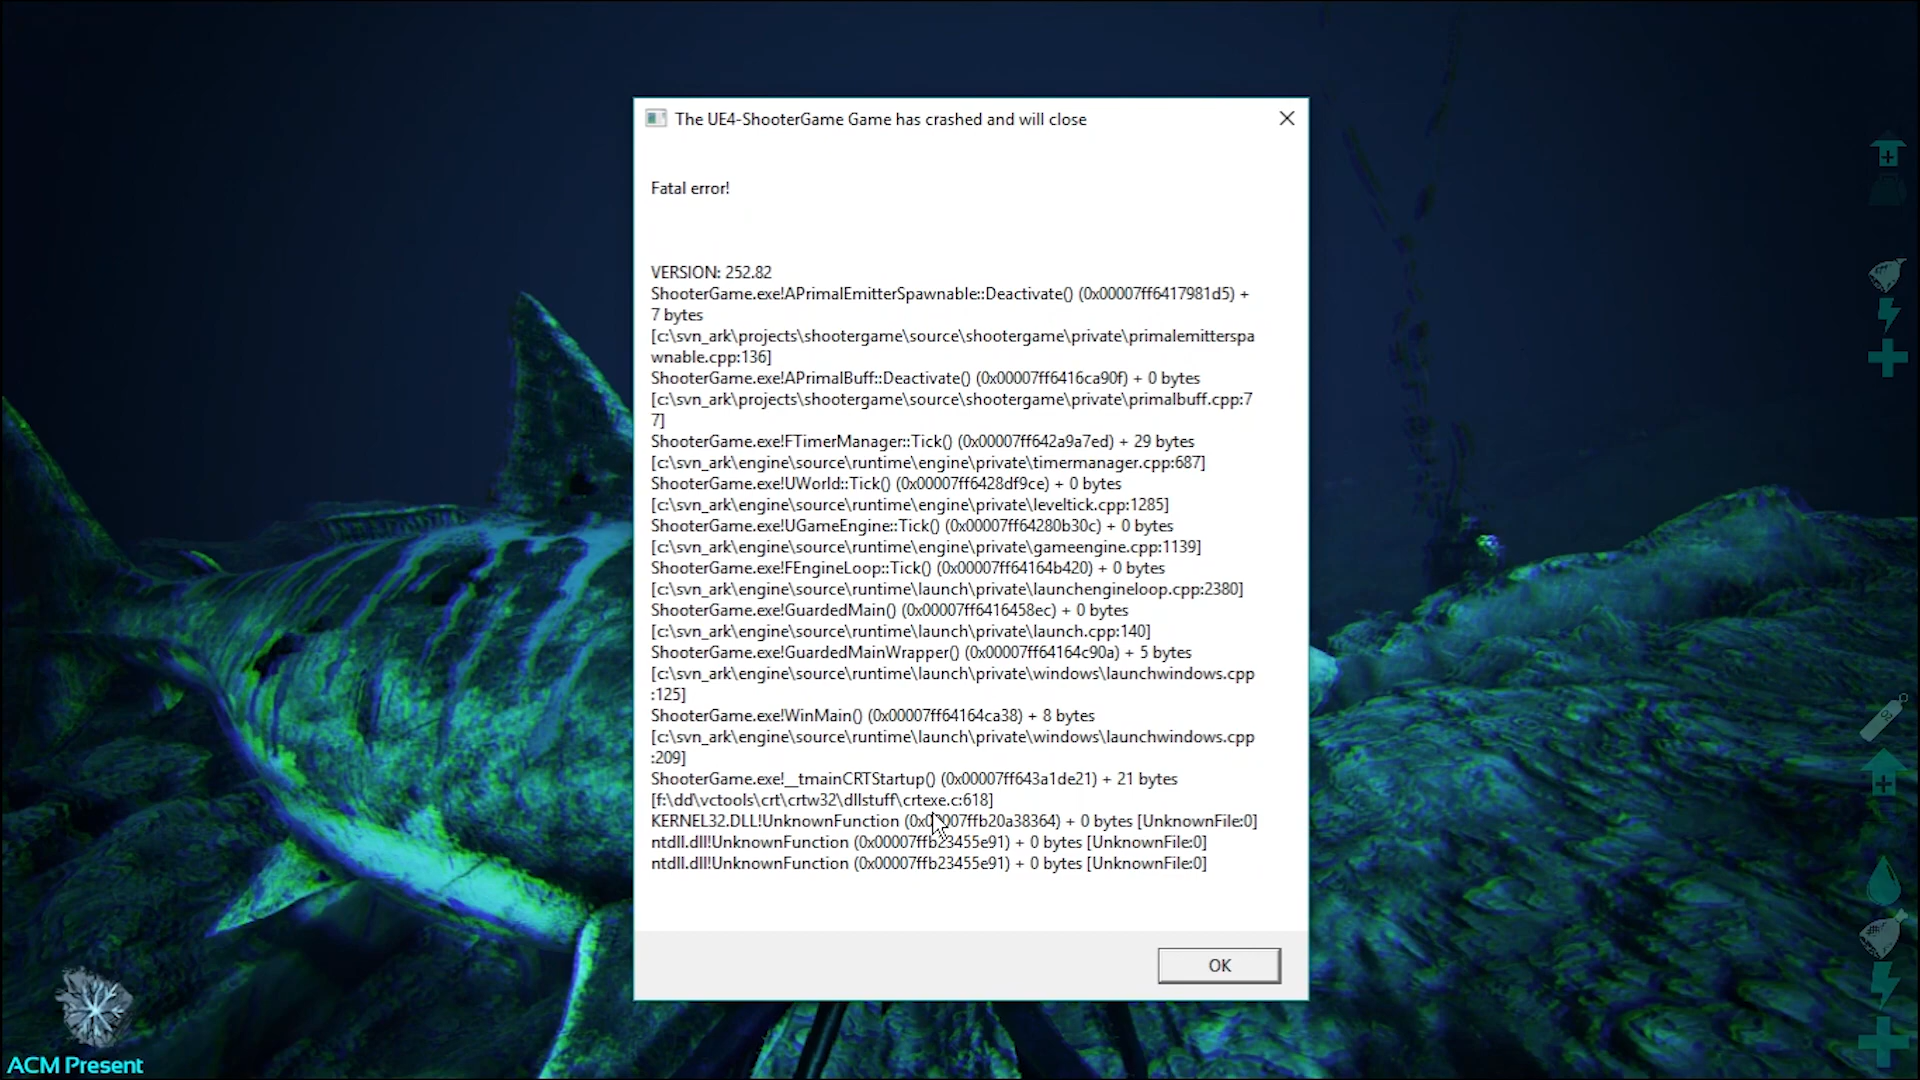 The UE4-ShooterGame Game has crashed and will close
Fatal error!
VERSION: 252.82
ShooterGame.exe!APrimalEmitterSpawnable::Deactivate() (0x00007ff6417981d5) +
7 bytes
[c:\svn_ark\projects\shootergame\source\shootergame\private\primalemitterspa
wnable.cpp:136]
ShooterGame.exe!APrimalBuff::Deactivate() (0x00007ff6416ca90f) + 0 bytes
[c:\svn_ark\projects\shootergame\source\shootergame\private\primalbuff.cpp:7
7]
ShooterGame.exe!FTimerManager::Tick() (0x00007ff642a9a7ed) + 29 bytes
[c:\svn_ark\engine\source\runtime\engine\private\timermanager.cpp:687]
ShooterGame.exe!UWorld::Tick() (0x00007ff6428df9ce) + 0 bytes
[c:\svn_ark\engine\source\runtime\engine\private\leveltick.cpp:1285]
ShooterGame.exe!UGameEngine::Tick() (0x00007ff64280b30c) + 0 bytes
[c:\svn_ark\engine\source\runtime\engine\private\gameengine.cpp:1139]
ShooterGame.exe!FEngineLoop::Tick() (0x00007ff64164b420) + 0 bytes
[c:\svn_ark\engine\source\runtime\launch\private\launchengineloop.cpp:2380]
ShooterGame.exe!GuardedMain() (0x00007ff6416458ec) + 0 bytes
[c:\svn_ark\engine\source\runtime\launch\private\launch.cpp:140]
ShooterGame.exe!GuardedMainWrapper() (0x00007ff64164c90a) + 5 bytes
[c:\svn_ark\engine\source\runtime\launch\private\windows\launchwindows.cpp
:125]
ShooterGame.exe!WinMain() (0x00007ff64164ca38) + 8 bytes
[c:\svn_ark\engine\source\runtime\launch\private\windows\launchwindows.cpp
:209]
ShooterGame.exe!__tmainCRTStartup() (0x00007ff643a1de21) + 21 bytes
[f:\dd\vctools\crt\crtw32\dllstuff\crtexe.c:618]
KERNEL32.DLL!UnknownFunction (0x00007ffb20a38364) + 0 bytes [UnknownFile:0]
ntdll.dll!UnknownFunction (0x00007ffb23455e91) + 0 bytes [UnknownFile:0]
ntdll.dll!UnknownFunction (0x00007ffb23455e91) + 0 bytes [UnknownFile:0]
OK
ACM Present